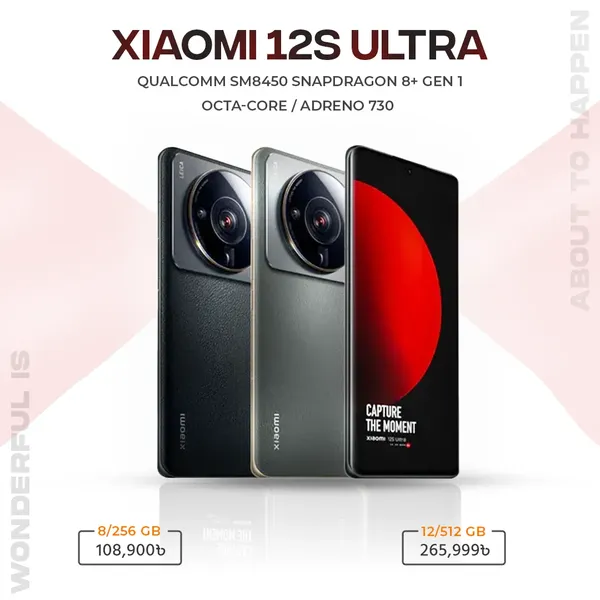 XIAOMI 12S ULTRA
QUALCOMM SM8450 SNAPDRAGON 8+ GEN 1
OCTA-CORE / ADRENO 730
WONDERFUL IS
ABOUT TO HAPPEN
LEICA
LEICA
xiaomi
xiaomi
CAPTURE
THE MOMENT
xiaomi 12S Ultra
8/256 GB
108,900৳
12/512 GB
265,999৳